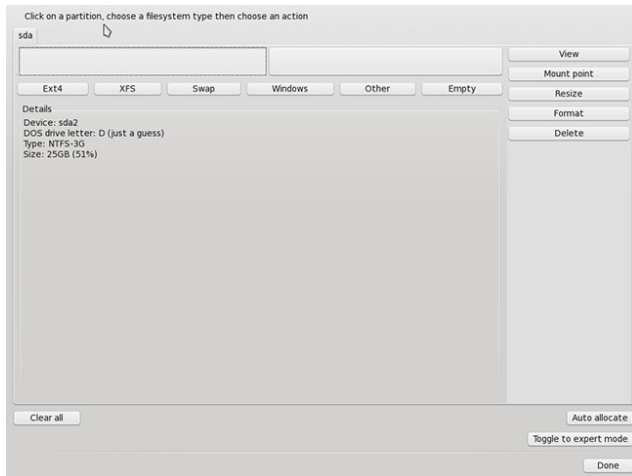 Click on a partition, choose a filesystem type then choose an action
sda
View
Mount point
Resize
Format
Delete
Ext4 XFS Swap Windows Other Empty
Details
Device: sda2
DOS drive letter: D (just a guess)
Type: NTFS-3G
Size: 25GB (51%)
Clear all
Auto allocate
Toggle to expert mode
Done